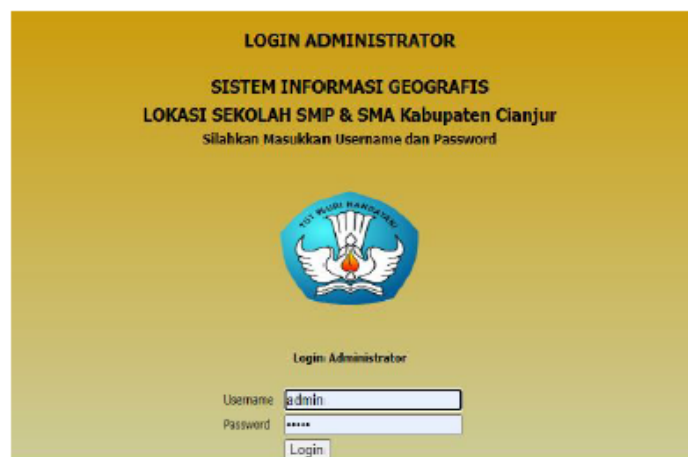 LOGIN ADMINISTRATOR
SISTEM INFORMASI GEOGRAFIS
LOKASI SEKOLAH SMP & SMA Kabupaten Cianjur
Silahkan Masukkan Username dan Password
TUT WURI HANDAYANI
Login Administrator
Username admin
Password •••••
Login